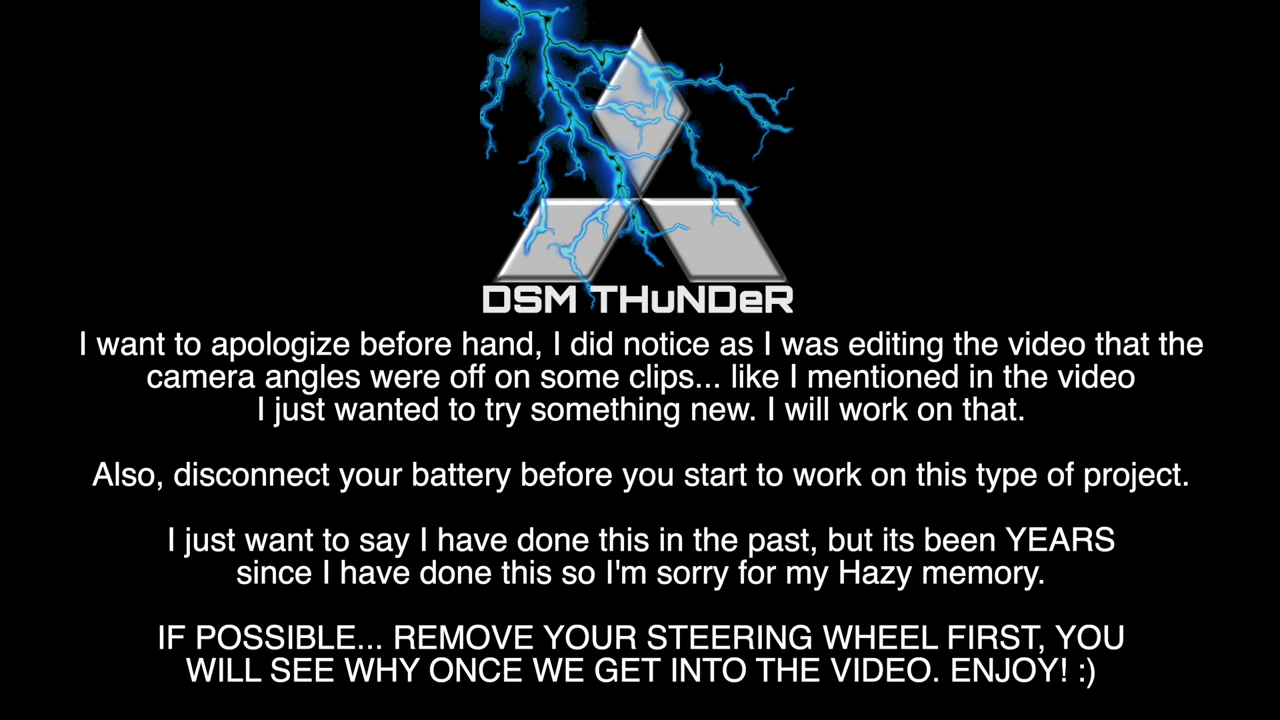 DSM THuNDeR
I want to apologize before hand, I did notice as I was editing the video that the
camera angles were off on some clips... like I mentioned in the video
I just wanted to try something new. I will work on that.
Also, disconnect your battery before you start to work on this type of project.
I just want to say I have done this in the past, but its been YEARS
since I have done this so I'm sorry for my Hazy memory.
IF POSSIBLE... REMOVE YOUR STEERING WHEEL FIRST, YOU
WILL SEE WHY ONCE WE GET INTO THE VIDEO. ENJOY! :)